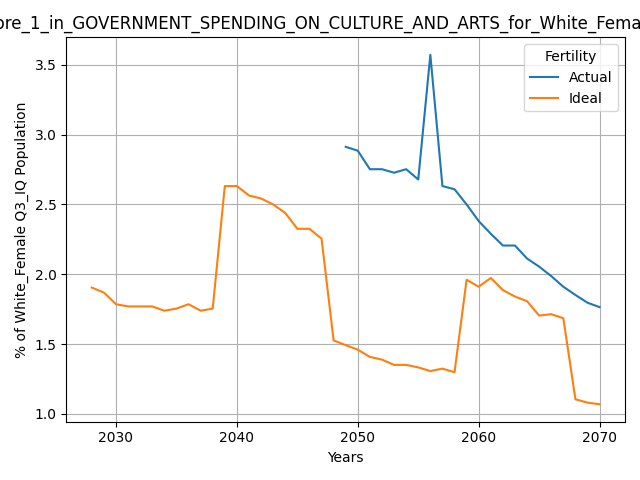 ore_1_in_GOVERNMENT_SPENDING_ON_CULTURE_AND_ARTS_for_White_Fema
Fertility
Actual
Ideal
3.5
3.0
2.5
2.0
1.5
1.0
% of White_Female Q3_IQ Population
2030
2040
2050
2060
2070
Years